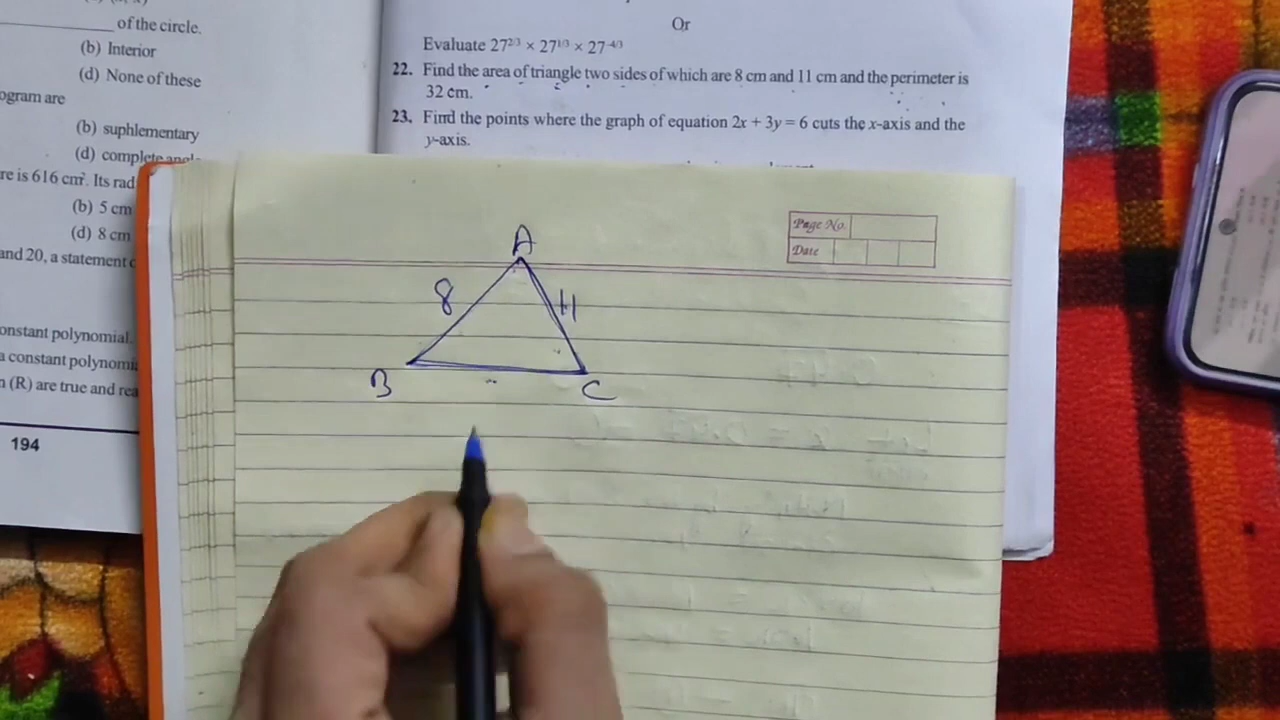 of the circle.
(b) Interior
(d) None of these
ogram are
(b) suphlementary
(d) complete angl
re is 616 cm². Its rad
(b) 5 cm
(d) 8 cm
and 20, a statement
onstant polynomial.
a constant polynomi
n (R) are true and rea
194
Or
Evaluate 27^2/3 × 27^1/3 × 27^-4/3
22. Find the area of triangle two sides of which are 8 cm and 11 cm and the perimeter is
32 cm.
23. Find the points where the graph of equation 2x + 3y = 6 cuts the x-axis and the
y-axis.
Page No.
Date
A
8 11
B C